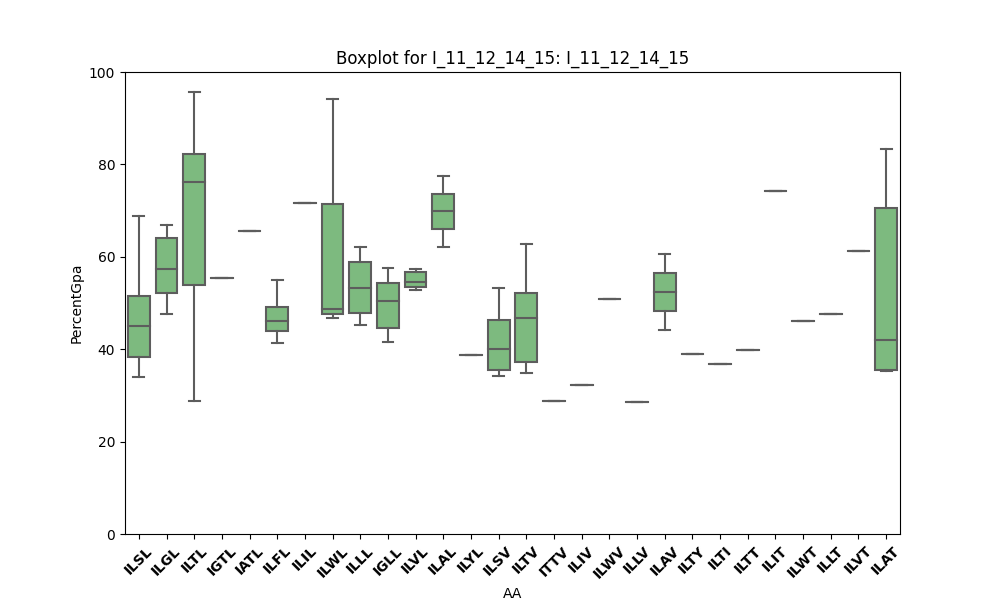 Boxplot for I_11_12_14_15: I_11_12_14_15
100
80
60
40
20
0
PercentGpa
ILSL ILGL ILTL IGTL IATL ILFL ILIL ILWL ILLL IGLL ILVL ILAL ILYL ILSV ILTV ITTV ILIV ILWV ILLV ILAV ILTY ILTI ILTT ILIT ILWT ILLT ILVT ILAT
AA